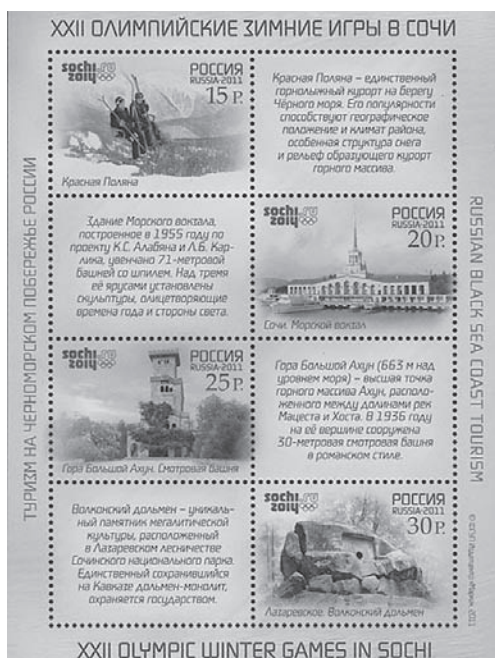 XXII ОЛИМПИЙСКИЕ ЗИМНИЕ ИГРЫ В СОЧИ
ТУРИЗМ НА ЧЕРНОМОРСКОМ ПОБЕРЕЖЬЕ РОССИИ
sochi.ru
2014
РОССИЯ
RUSSIA•2011
15 Р.
Красная Поляна
Красная Поляна – единственный
горнолыжный курорт на берегу
Чёрного моря. Его популярности
способствуют географическое
положение и климат района,
особенная структура снега
и рельеф образующего курорт
горного массива.
Здание Морского вокзала,
построенное в 1955 году по
проекту К.С. Алабяна и Л.Б. Кар-
лика, увенчано 71-метровой
башней со шпилем. Над тремя
её ярусами установлены
скульптуры, олицетворяющие
времена года и стороны света.
sochi.ru
2014
РОССИЯ
RUSSIA•2011
20 Р.
Сочи. Морской вокзал
sochi.ru
2014
РОССИЯ
RUSSIA•2011
25 Р.
Гора Большой Ахун. Смотровая башня
Гора Большой Ахун (663 м над
уровнем моря) – высшая точка
горного массива Ахун, располо-
женного между долинами рек
Мацеста и Хоста. В 1936 году
на её вершине сооружена
30-метровая смотровая башня
в романском стиле.
Волконский дольмен – уникаль-
ный памятник мегалитической
культуры, расположенный
в Лазаревском лесничестве
Сочинского национального парка.
Единственный сохранившийся
на Кавказе дольмен-монолит,
охраняется государством.
sochi.ru
2014
РОССИЯ
RUSSIA•2011
30 Р.
Лазаревское. Волконский дольмен
RUSSIAN BLACK SEA COAST TOURISM
XXII OLYMPIC WINTER GAMES IN SOCHI